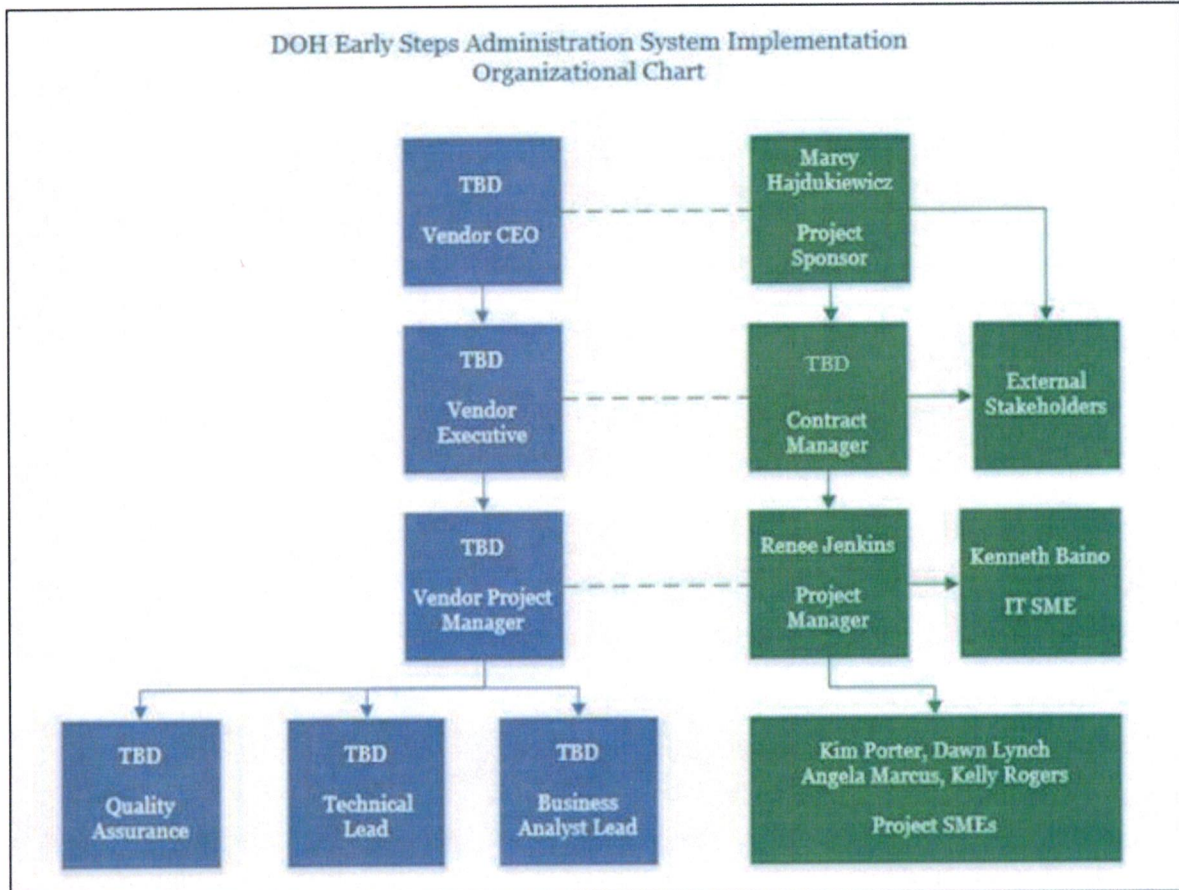 DOH Early Steps Administration System Implementation
Organizational Chart
TBD
Vendor CEO
Marcy
Hajdukiewicz
Project
Sponsor
TBD
Vendor
Executive
TBD
Contract
Manager
External
Stakeholders
TBD
Vendor Project
Manager
Renee Jenkins
Project
Manager
Kenneth Baino
IT SME
TBD
Quality
Assurance
TBD
Technical
Lead
TBD
Business
Analyst Lead
Kim Porter, Dawn Lynch
Angela Marcus, Kelly Rogers
Project SMEs